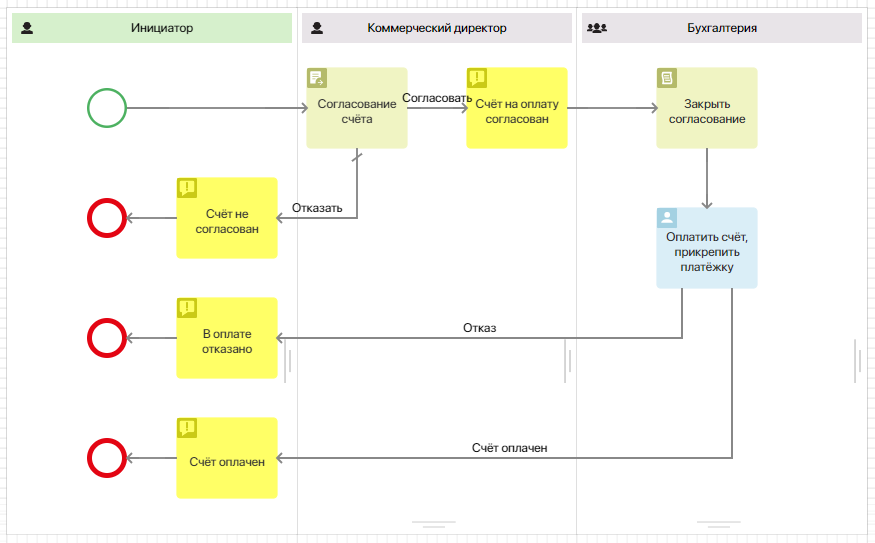 Инициатор
Коммерческий директор
Бухгалтерия
Согласование
счёта
Согласовать
Счёт на оплату
согласован
Закрыть
согласование
Счёт не
согласован
Отказать
Оплатить счёт,
прикрепить
платёжку
В оплате
отказано
Отказ
Счёт оплачен
Счёт оплачен